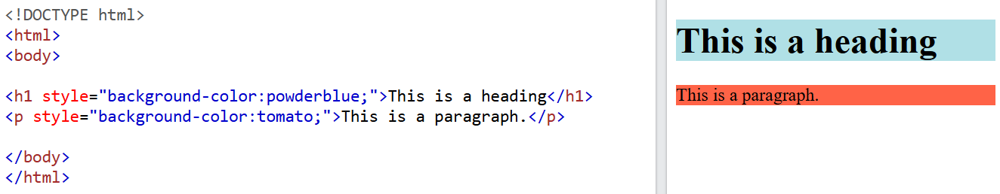 <!DOCTYPE html>
<html>
<body>
<h1 style="background-color:powderblue;">This is a heading</h1>
<p style="background-color:tomato;">This is a paragraph.</p>
</body>
</html>
This is a heading
This is a paragraph.